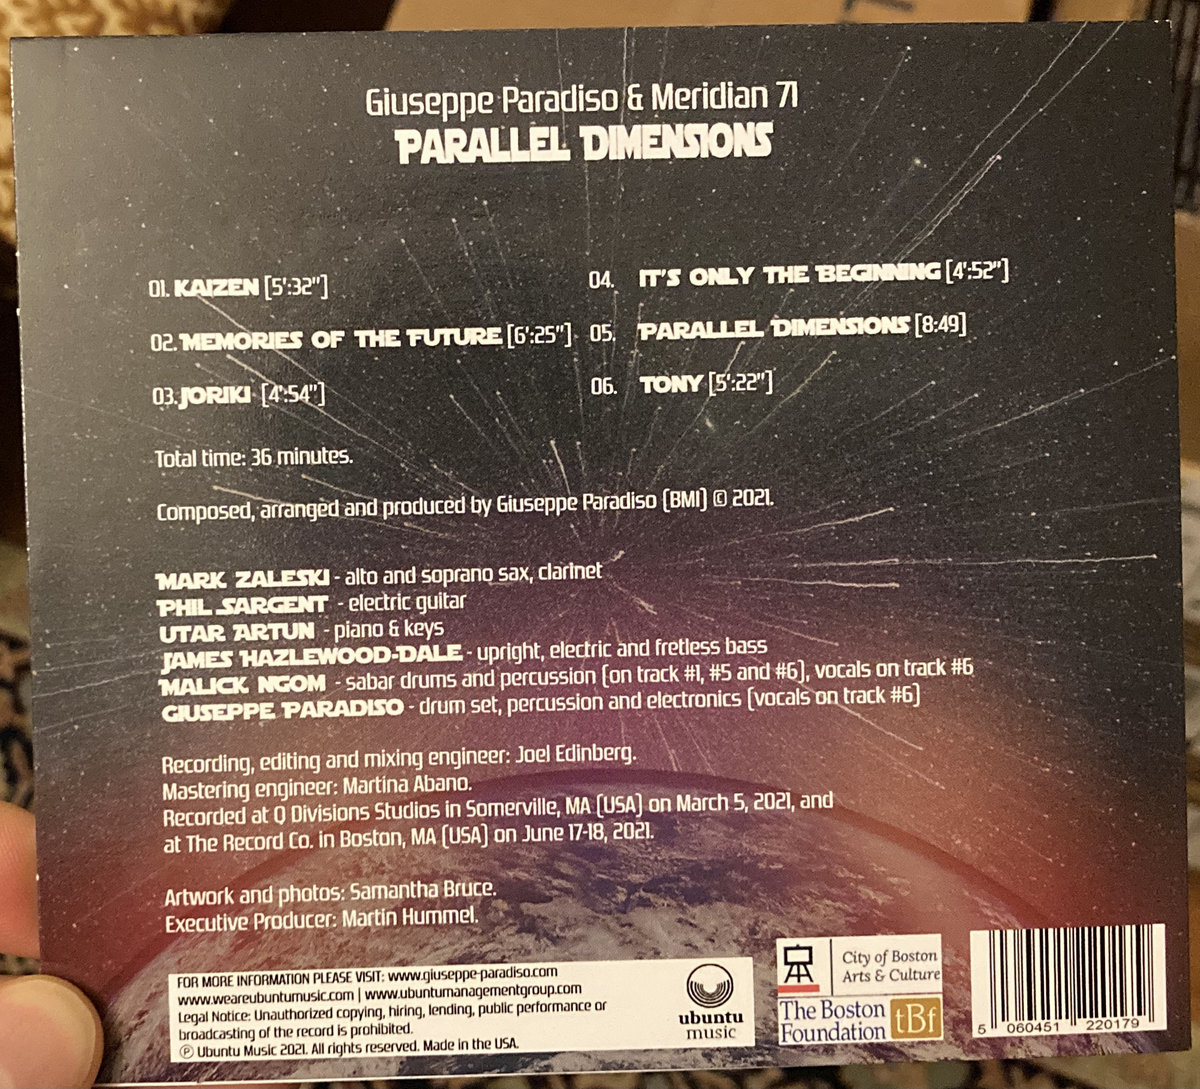 Giuseppe Paradiso & Meridian 71
PARALLEL DIMENSIONS
01. KAIZEN [5':32"]
02. MEMORIES OF THE FUTURE [6':25"]
03. JORIKI [4':54"]
04. IT'S ONLY THE BEGINNING [4':52"]
05. PARALLEL DIMENSIONS [8:49]
06. TONY [5':22"]
Total time: 36 minutes.
Composed, arranged and produced by Giuseppe Paradiso (BMI) © 2021.
MARK ZALESKI - alto and soprano sax, clarinet
PHIL SARGENT - electric guitar
UTAR ARTUN - piano & keys
JAMES HAZLEWOOD-DALE - upright, electric and fretless bass
MALICK NGOM - sabar drums and percussion (on track #1, #5 and #6), vocals on track #6
GIUSEPPE PARADISO - drum set, percussion and electronics (vocals on track #6)
Recording, editing and mixing engineer: Joel Edinberg.
Mastering engineer: Martina Abano.
Recorded at Q Divisions Studios in Somerville, MA (USA) on March 5, 2021, and
at The Record Co. in Boston, MA (USA) on June 17-18, 2021.
Artwork and photos: Samantha Bruce.
Executive Producer: Martin Hummel.
FOR MORE INFORMATION PLEASE VISIT: www.giuseppe-paradiso.com
www.weareubuntumusic.com | www.ubuntumanagementgroup.com
Legal Notice: Unauthorized copying, hiring, lending, public performance or
broadcasting of the record is prohibited.
℗ Ubuntu Music 2021. All rights reserved. Made in the USA.
ubuntu
music
City of Boston
Arts & Culture
The Boston
Foundation
tBf
5 060451 220179